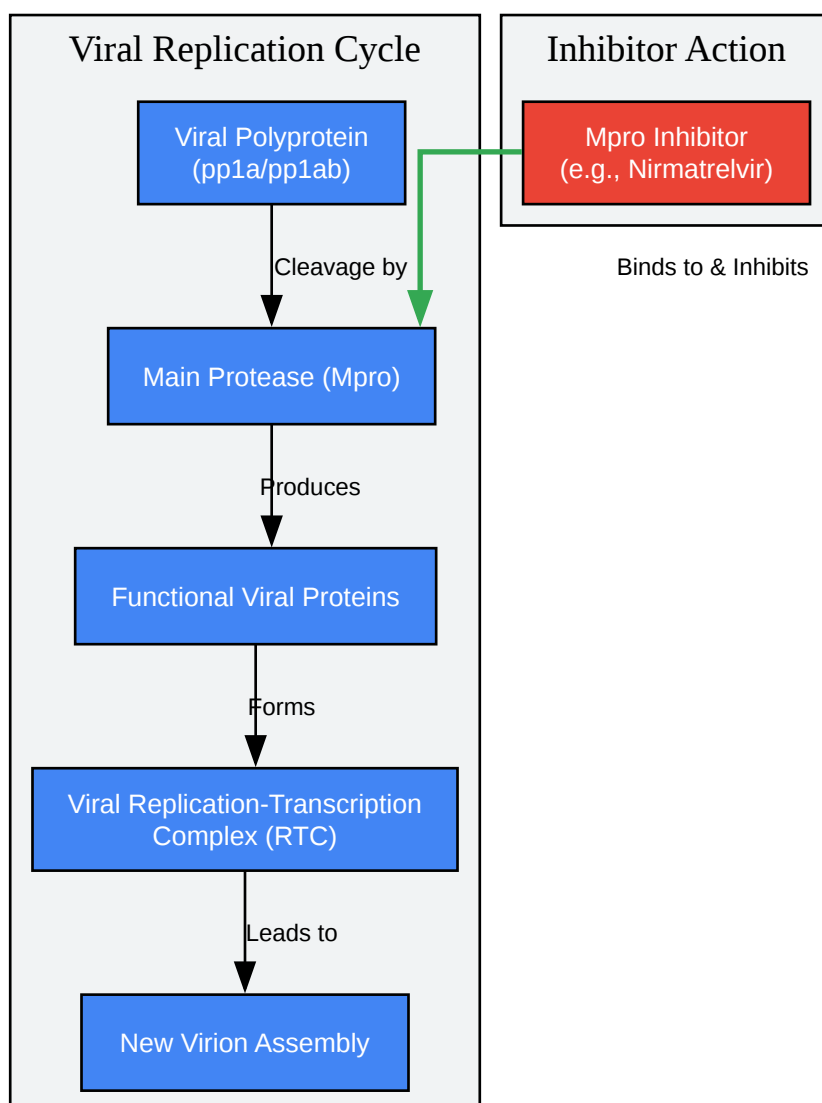 Viral Replication Cycle
Inhibitor Action
Viral Polyprotein
(pp1a/pp1ab)
Mpro Inhibitor
(e.g., Nirmatrelvir)
Cleavage by
Binds to & Inhibits
Main Protease (Mpro)
Produces
Functional Viral Proteins
Forms
Viral Replication-Transcription
Complex (RTC)
Leads to
New Virion Assembly